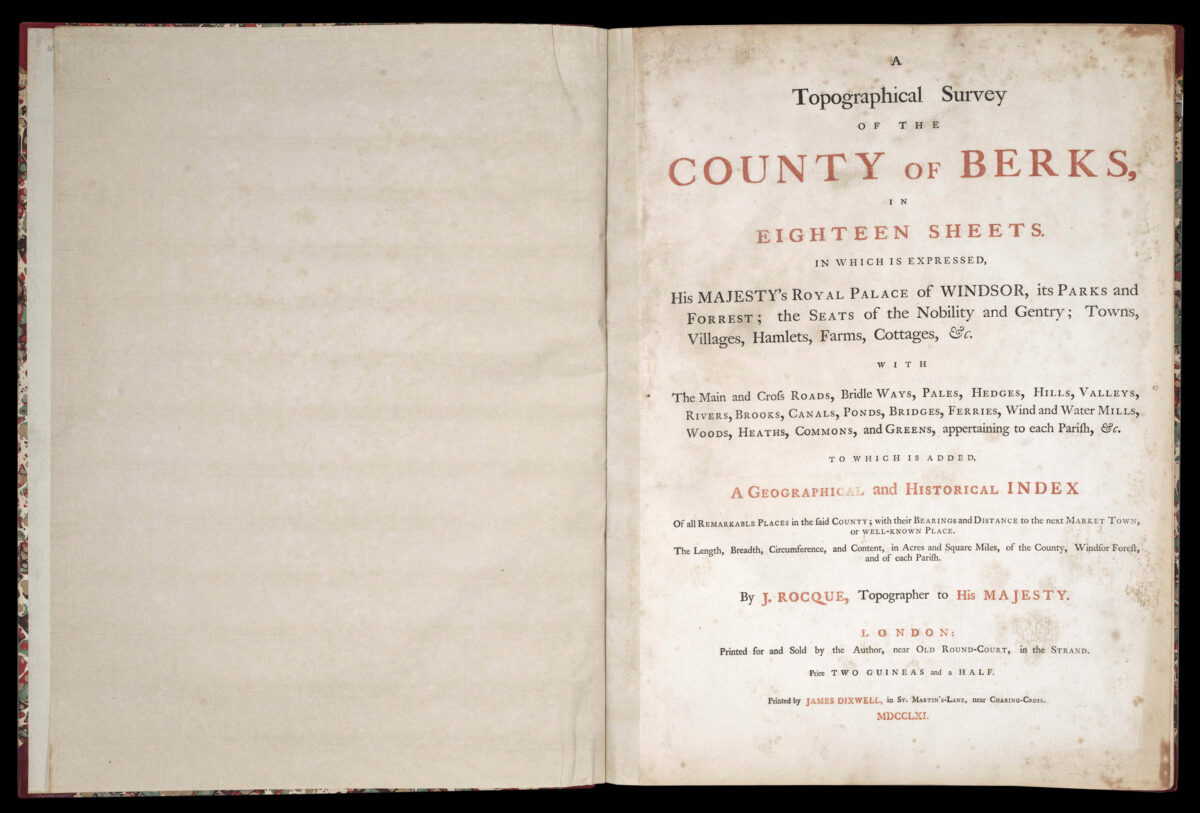 A
Topographical Survey
OF THE
COUNTY OF BERKS,
IN
EIGHTEEN SHEETS.
IN WHICH IS EXPRESSED,
His MAJESTY's ROYAL PALACE of WINDSOR, its PARKS and
FORREST; the SEATS of the Nobility and Gentry; Towns,
Villages, Hamlets, Farms, Cottages, &c.
WITH
The Main and Croſs ROADS, Bridle WAYS, PALES, HEDGES, HILLS, VALLEYS,
RIVERS, BROOKS, CANALS, PONDS, BRIDGES, FERRIES, Wind and Water MILLS,
WOODS, HEATHS, COMMONS, and GREENS, appertaining to each Pariſh, &c.
TO WHICH IS ADDED,
A GEOGRAPHICAL and HISTORICAL INDEX
Of all REMARKABLE PLACES in the ſaid COUNTY; with their BEARINGS and DISTANCE to the next MARKET TOWN,
or WELL-KNOWN PLACE.
The Length, Breadth, Circumference, and Content, in Acres and Square Miles, of the County, Windſor Foreſt,
and of each Pariſh.
By J. ROCQUE, Topographer to His MAJESTY.
LONDON:
Printed for and Sold by the Author, near OLD ROUND-COURT, in the STRAND.
Price TWO GUINEAS and a HALF.
Printed by JAMES DIXWELL, in ST. MARTIN'S-LANE, near CHARING-CROSS.
MDCCLXI.